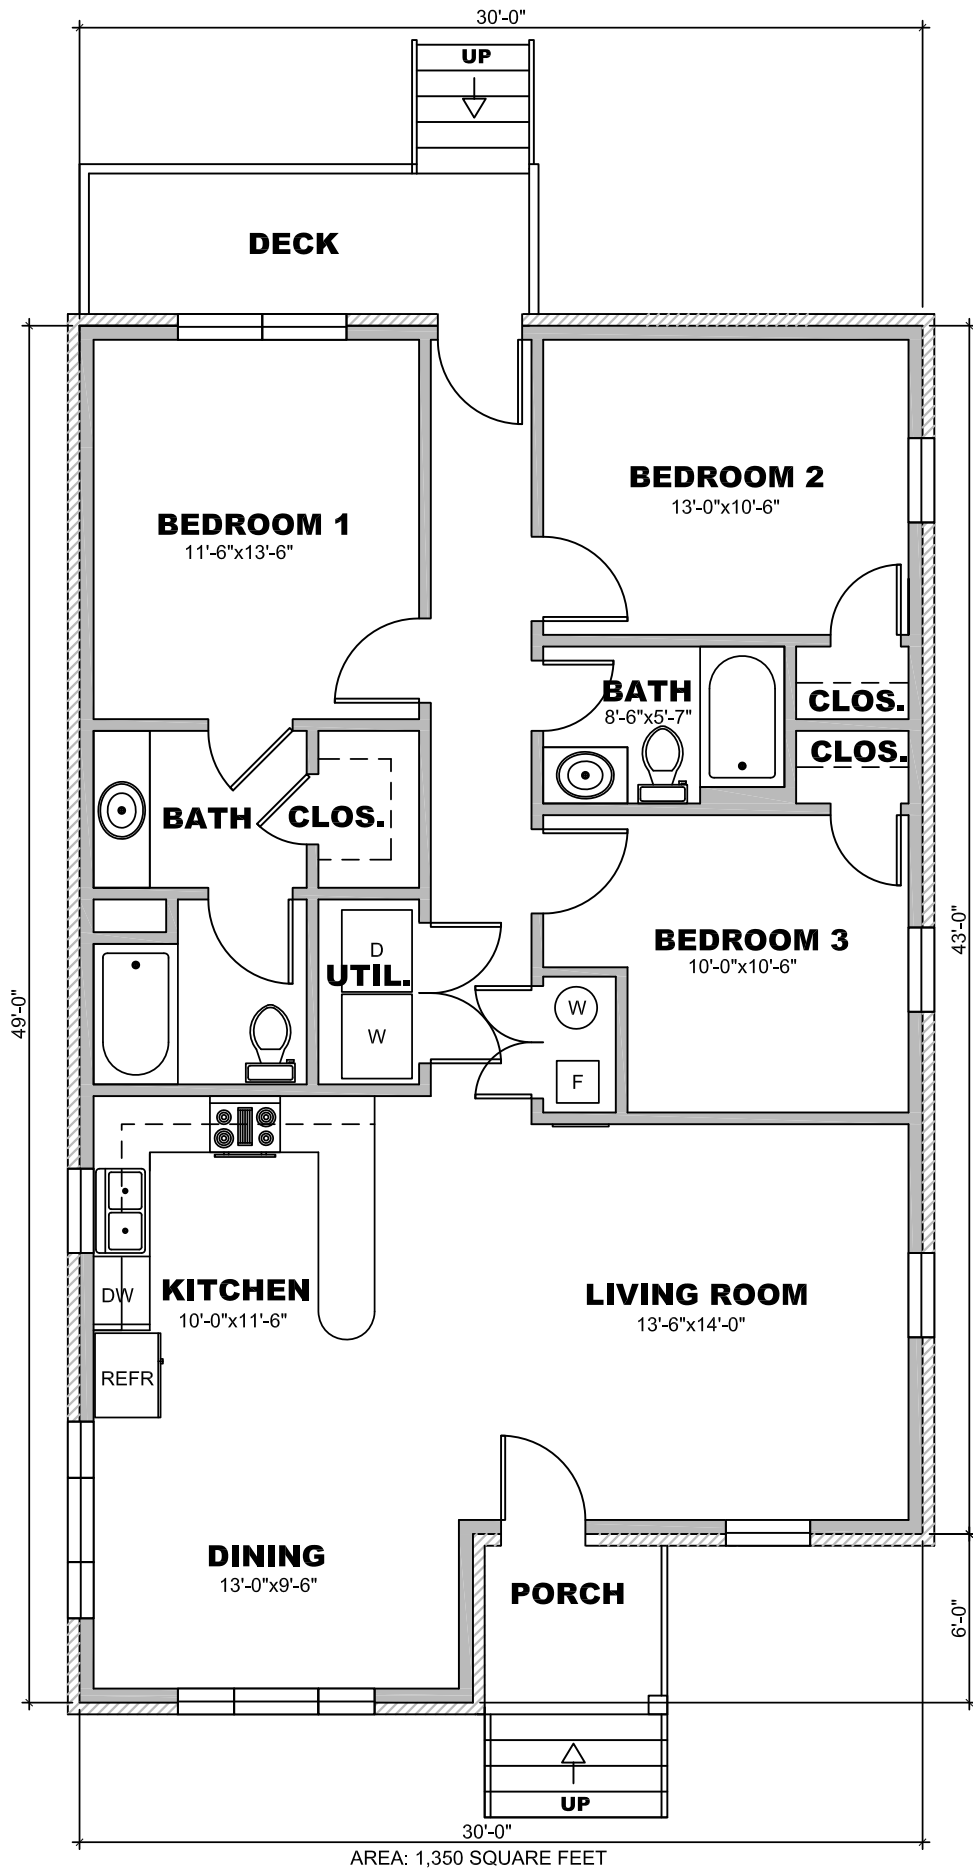 30'-0"
UP
DECK
BEDROOM 2
13'-0"x10'-6"
BEDROOM 1
11'-6"x13'-6"
BATH
8'-6"x5'-7"
CLOS.
CLOS.
BATH
CLOS.
43'-0"
BEDROOM 3
10'-0"x10'-6"
D
UTIL.
W
W
F
49'-0"
KITCHEN
10'-0"x11'-6"
DW
REFR
LIVING ROOM
13'-6"x14'-0"
DINING
13'-0"x9'-6"
PORCH
6'-0"
UP
30'-0"
AREA: 1,350 SQUARE FEET